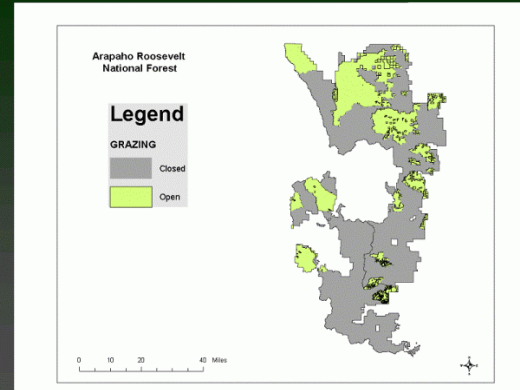 Arapaho Roosevelt
National Forest
Legend
GRAZING
Closed
Open
0 10 20 40 Miles